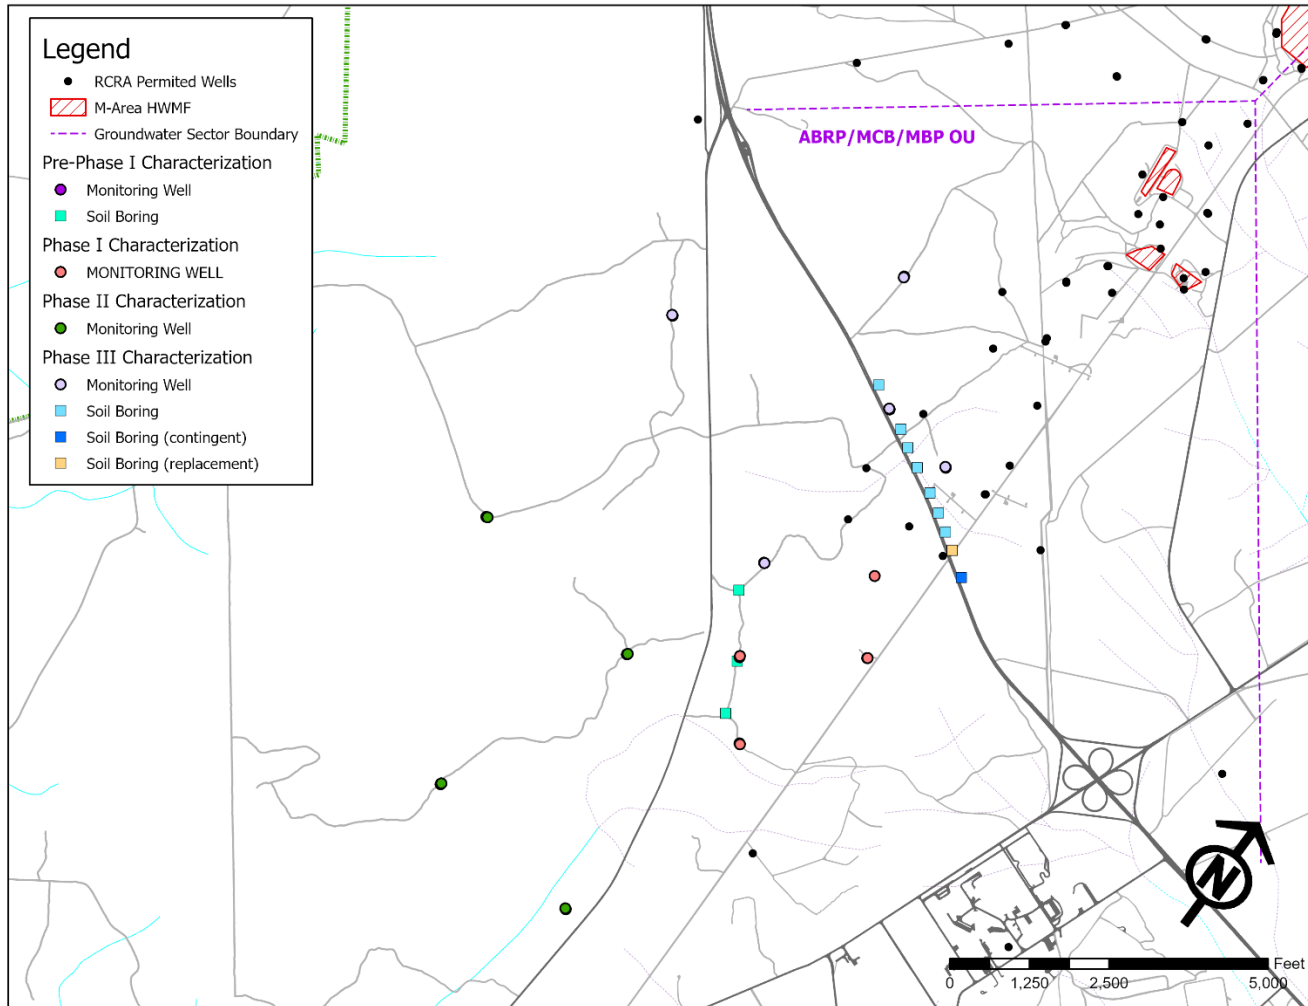 Legend
RCRA Permited Wells
M-Area HWMF
Groundwater Sector Boundary
Pre-Phase I Characterization
Monitoring Well
Soil Boring
Phase I Characterization
MONITORING WELL
Phase II Characterization
Monitoring Well
Phase III Characterization
Monitoring Well
Soil Boring
Soil Boring (contingent)
Soil Boring (replacement)
ABRP/MCB/MBP OU
N
Feet
0 1,250 2,500 5,000